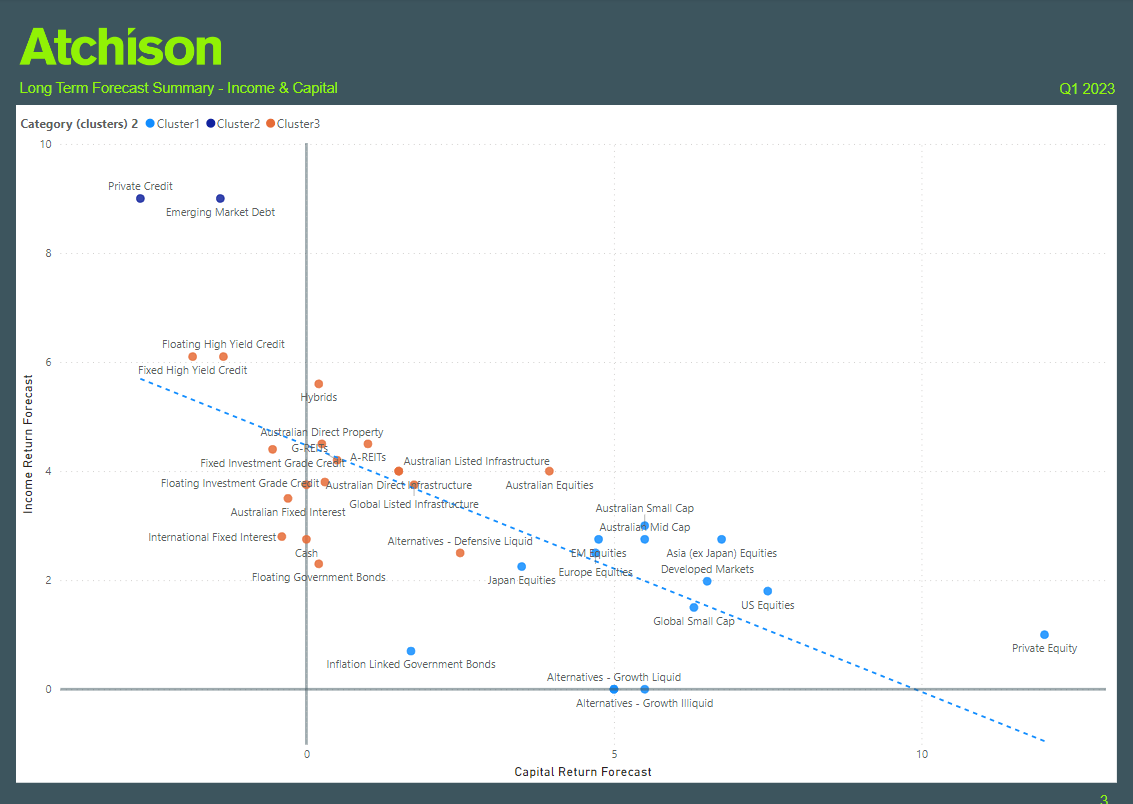 Atchison
Long Term Forecast Summary - Income & Capital
Q1 2023
Category (clusters) 2 Cluster1 Cluster2 Cluster3
10
Private Credit
Emerging Market Debt
8
Floating High Yield Credit
6
Fixed High Yield Credit
Income Return Forecast
Hybrids
Australian Direct Property
G-REITs
A-REITs
Fixed Investment Grade Credit
Australian Listed Infrastructure
4
Floating Investment Grade Credit
Australian Direct Infrastructure
Australian Equities
Global Listed Infrastructure
Australian Fixed Interest
Australian Small Cap
Australian Mid Cap
International Fixed Interest
Cash
Alternatives - Defensive Liquid
EM Equities
Asia (ex Japan) Equities
Floating Government Bonds
Japan Equities
Europe Equities
Developed Markets
2
US Equities
Global Small Cap
Private Equity
Inflation Linked Government Bonds
Alternatives - Growth Liquid
0
Alternatives - Growth Illiquid
0
5
10
Capital Return Forecast
3